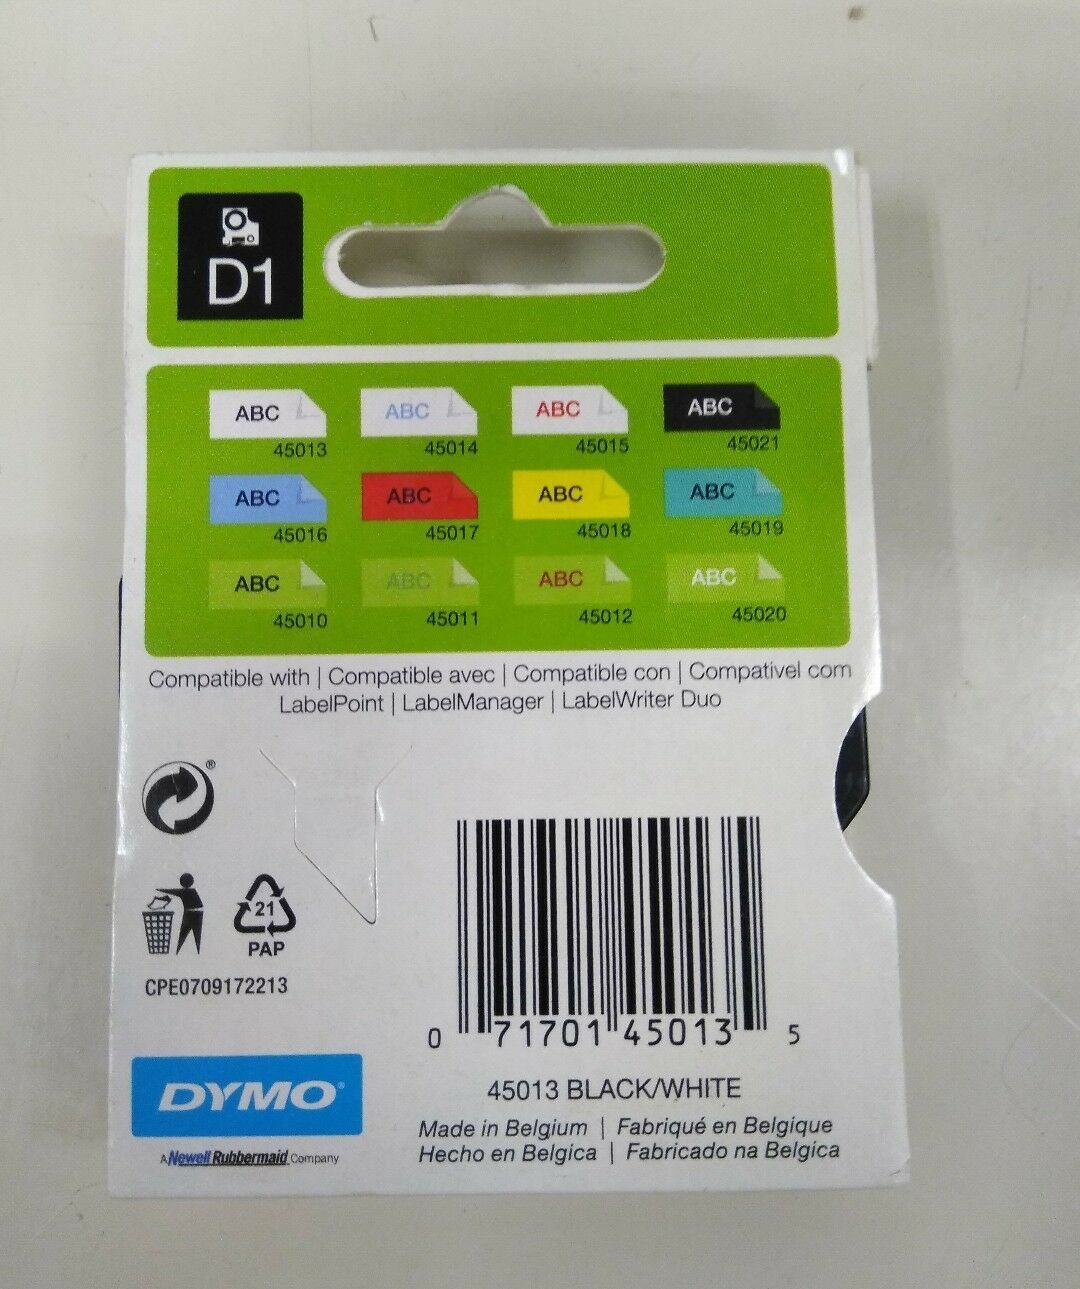 D1
ABC ABC ABC ABC
45013 45014 45015 45021
ABC ABC ABC ABC
45016 45017 45018 45019
ABC ABC ABC ABC
45010 45011 45012 45020
Compatible with | Compatible avec | Compatible con | Compativel com
LabelPoint | LabelManager | LabelWriter Duo
®
21
PAP
CPE0709172213
0 71701 45013 5
45013 BLACK/WHITE
DYMO®
Made in Belgium | Fabriqué en Belgique
Hecho en Belgica | Fabricado na Belgica
A Newell Rubbermaid Company